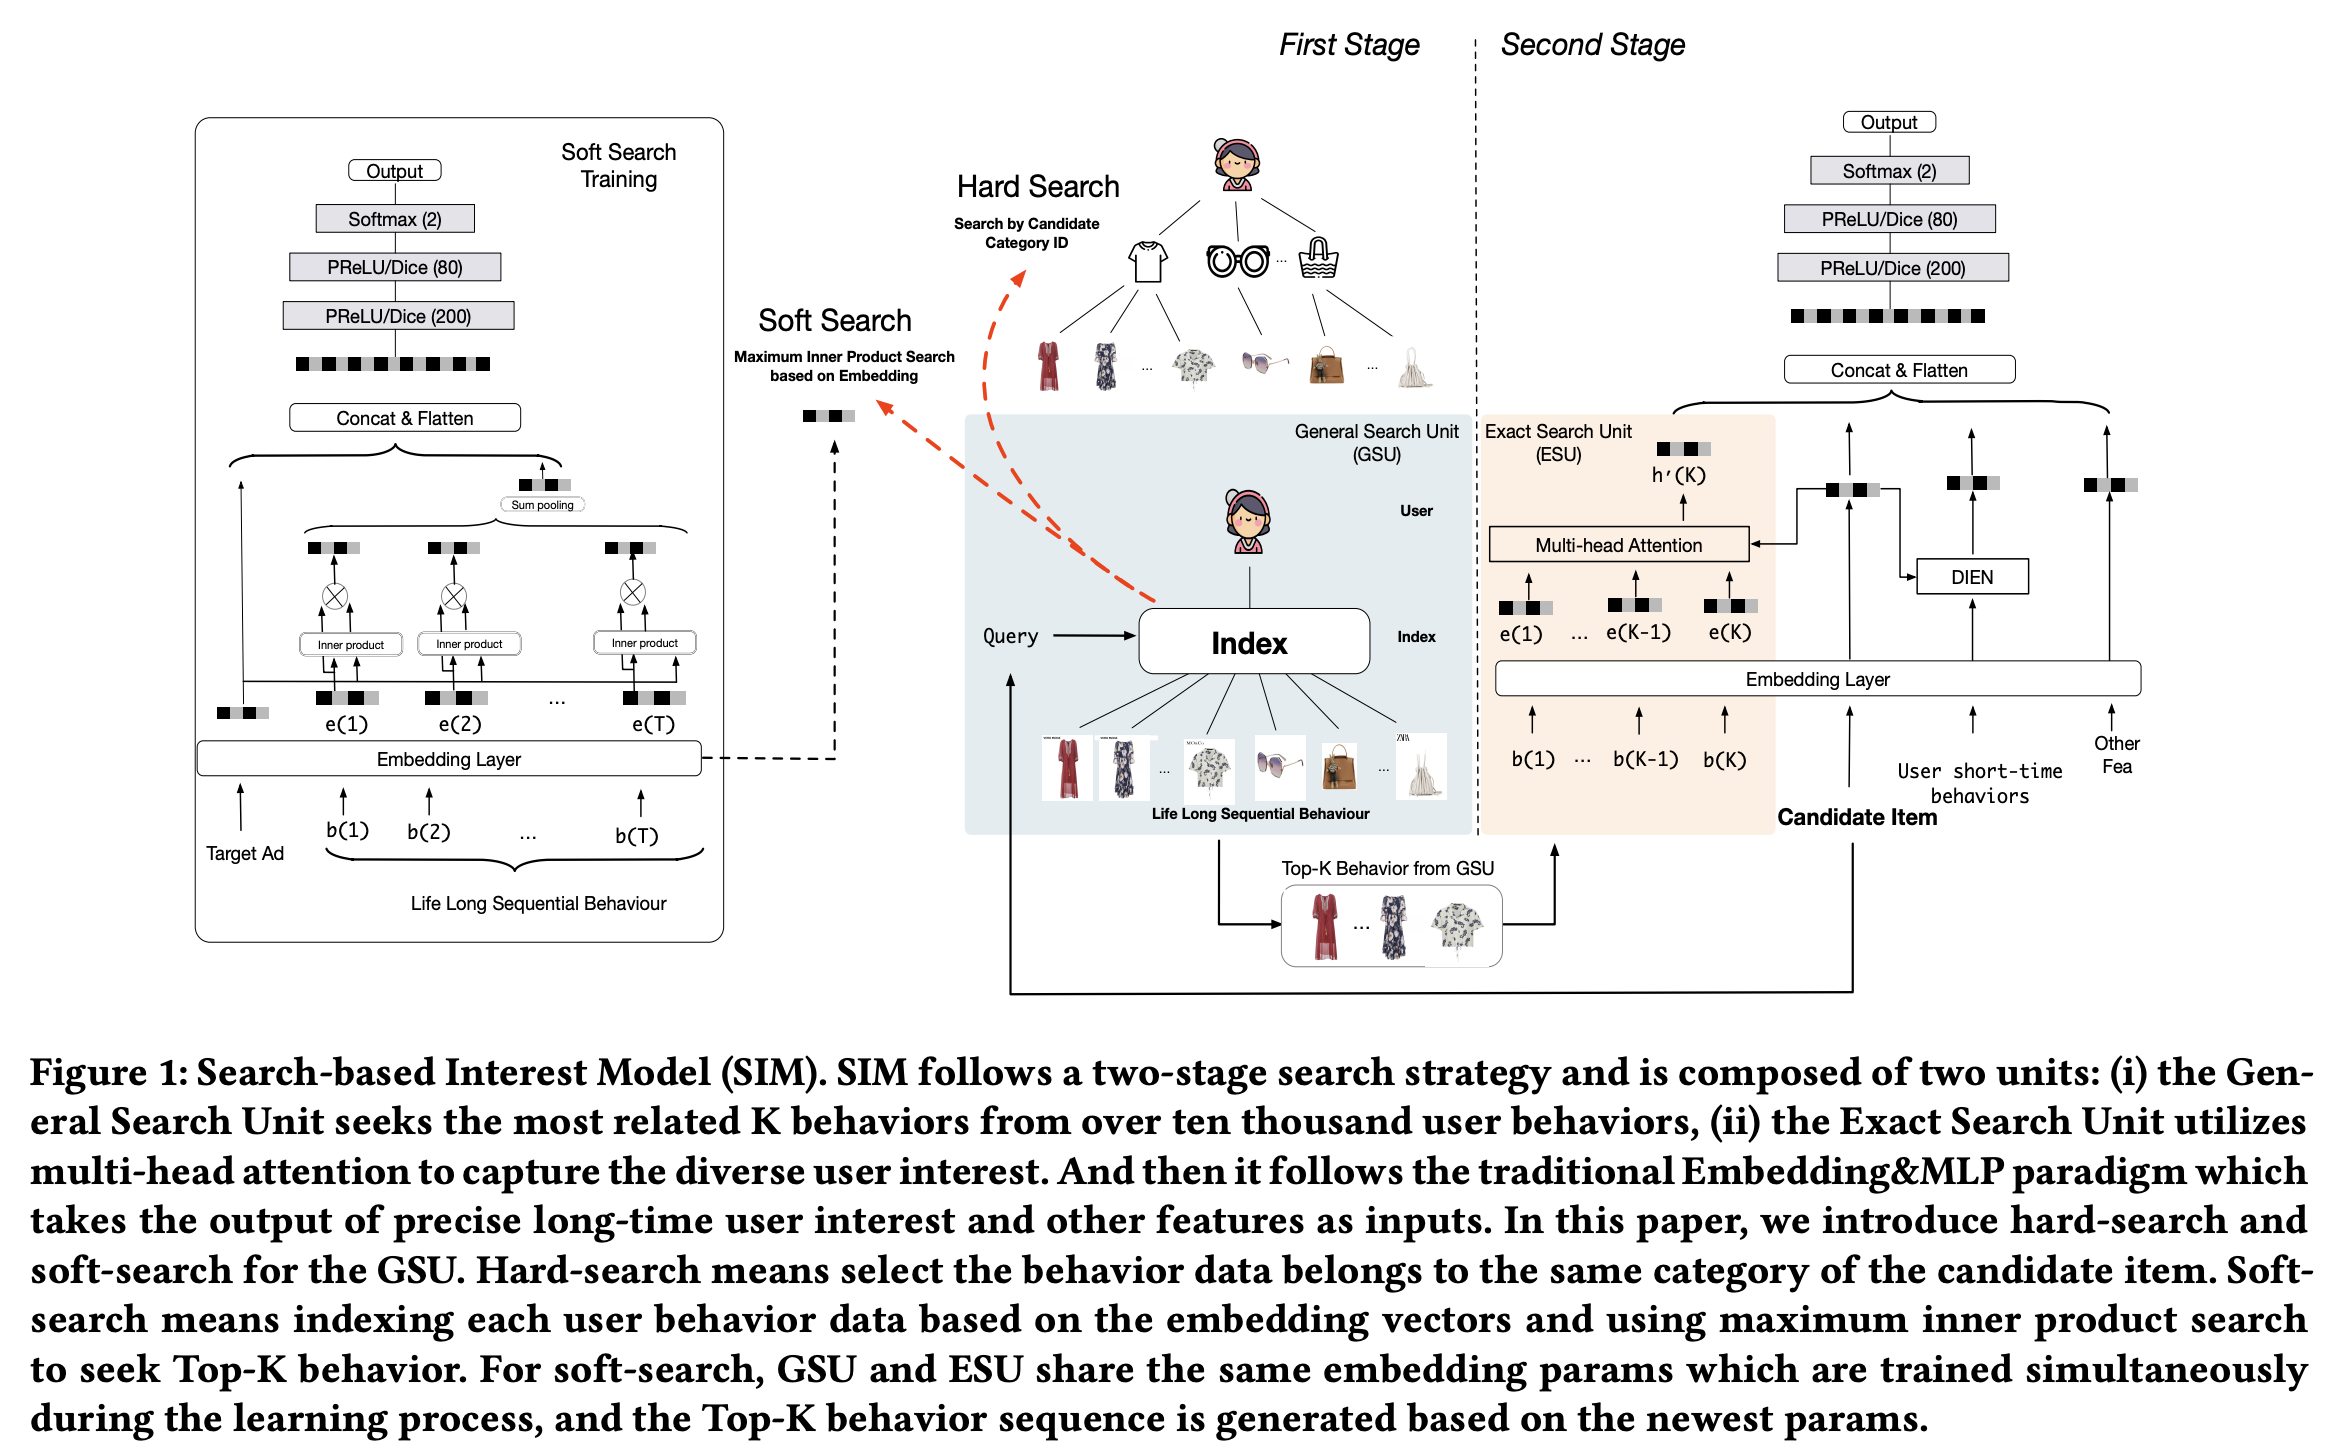 First Stage
Second Stage
Soft Search
Training
Output
Softmax (2)
PReLU/Dice (80)
PReLU/Dice (200)
Concat & Flatten
Sum pooling
Inner product
Inner product
Inner product
e(1)
e(2)
...
e(T)
Embedding Layer
Target Ad
b(1)
b(2)
...
b(T)
Life Long Sequential Behaviour
Soft Search
Maximum Inner Product Search
based on Embedding
Hard Search
Search by Candidate
Category ID
...
...
...
General Search Unit
(GSU)
User
Query
Index
Index
...
...
ZARA
Life Long Sequential Behaviour
Top-K Behavior from GSU
...
Exact Search Unit
(ESU)
h′(K)
Multi-head Attention
e(1)
...
e(K-1)
e(K)
Embedding Layer
b(1)
...
b(K-1)
b(K)
Candidate Item
User short-time
behaviors
Other
Fea
DIEN
Concat & Flatten
PReLU/Dice (200)
PReLU/Dice (80)
Softmax (2)
Output
Figure 1: Search-based Interest Model (SIM). SIM follows a two-stage search strategy and is composed of two units: (i) the Gen-
eral Search Unit seeks the most related K behaviors from over ten thousand user behaviors, (ii) the Exact Search Unit utilizes
multi-head attention to capture the diverse user interest. And then it follows the traditional Embedding&MLP paradigm which
takes the output of precise long-time user interest and other features as inputs. In this paper, we introduce hard-search and
soft-search for the GSU. Hard-search means select the behavior data belongs to the same category of the candidate item. Soft-
search means indexing each user behavior data based on the embedding vectors and using maximum inner product search
to seek Top-K behavior. For soft-search, GSU and ESU share the same embedding params which are trained simultaneously
during the learning process, and the Top-K behavior sequence is generated based on the newest params.